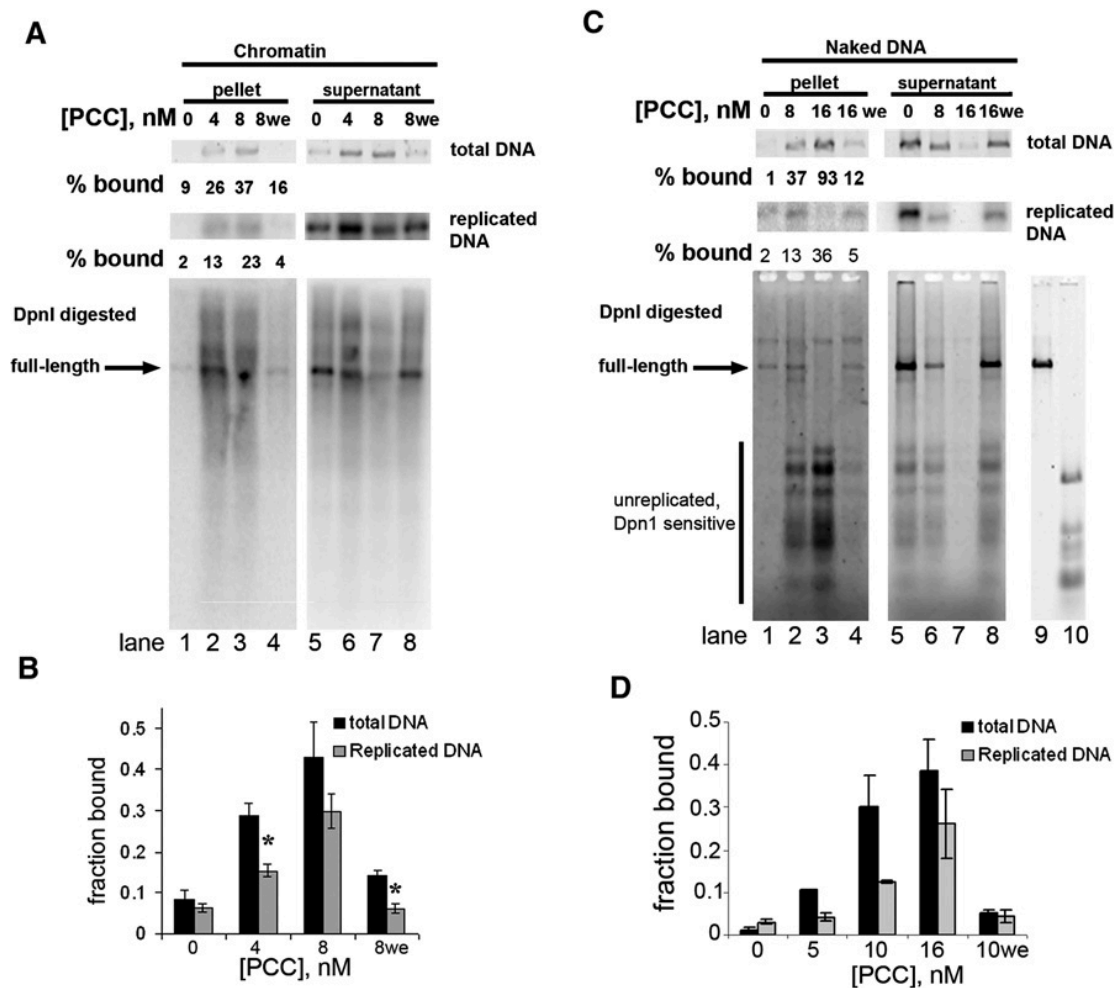 A
Chromatin
pellet supernatant
[PCC], nM 0 4 8 8we 0 4 8 8we
total DNA
% bound 9 26 37 16
replicated
DNA
% bound 2 13 23 4
DpnI digested
full-length
lane 1 2 3 4 5 6 7 8
B
total DNA
Replicated DNA
fraction bound
0.5
0.4
0.3
0.2
0.1
0
0 4 8 8we
* *
[PCC], nM
C
Naked DNA
pellet supernatant
[PCC], nM 0 8 16 16 we 0 8 16 16we
total DNA
% bound 1 37 93 12
replicated
DNA
% bound 2 13 36 5
DpnI digested
full-length
unreplicated,
Dpn1 sensitive
lane 1 2 3 4 5 6 7 8 9 10
D
total DNA
Replicated DNA
fraction bound
0.5
0.4
0.3
0.2
0.1
0
0 5 10 16 10we
[PCC], nM